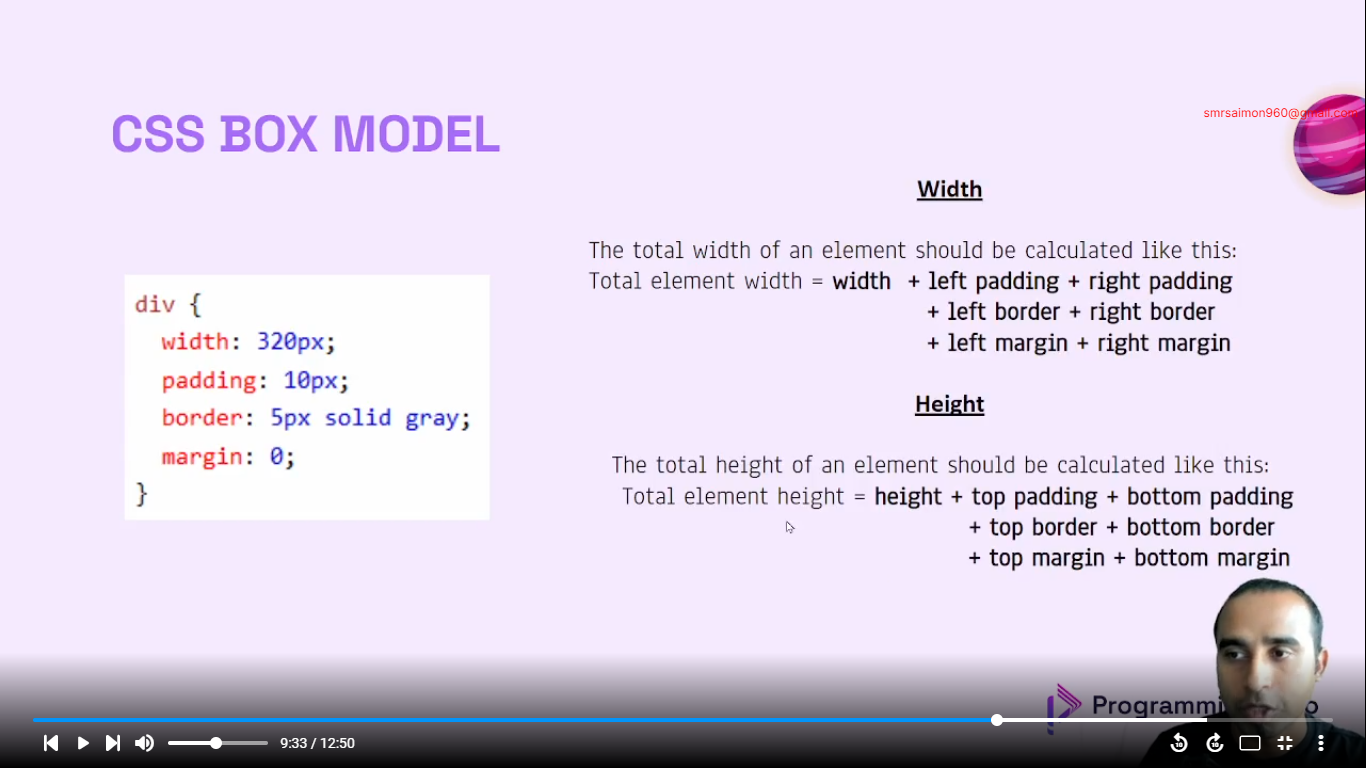 CSS BOX MODEL
smrsaimon960@gmail.com
Width
The total width of an element should be calculated like this:
Total element width = width + left padding + right padding
+ left border + right border
+ left margin + right margin
div {
width: 320px;
padding: 10px;
border: 5px solid gray;
margin: 0;
}
Height
The total height of an element should be calculated like this:
Total element height = height + top padding + bottom padding
+ top border + bottom border
+ top margin + bottom margin
9:33 / 12:50
10
10